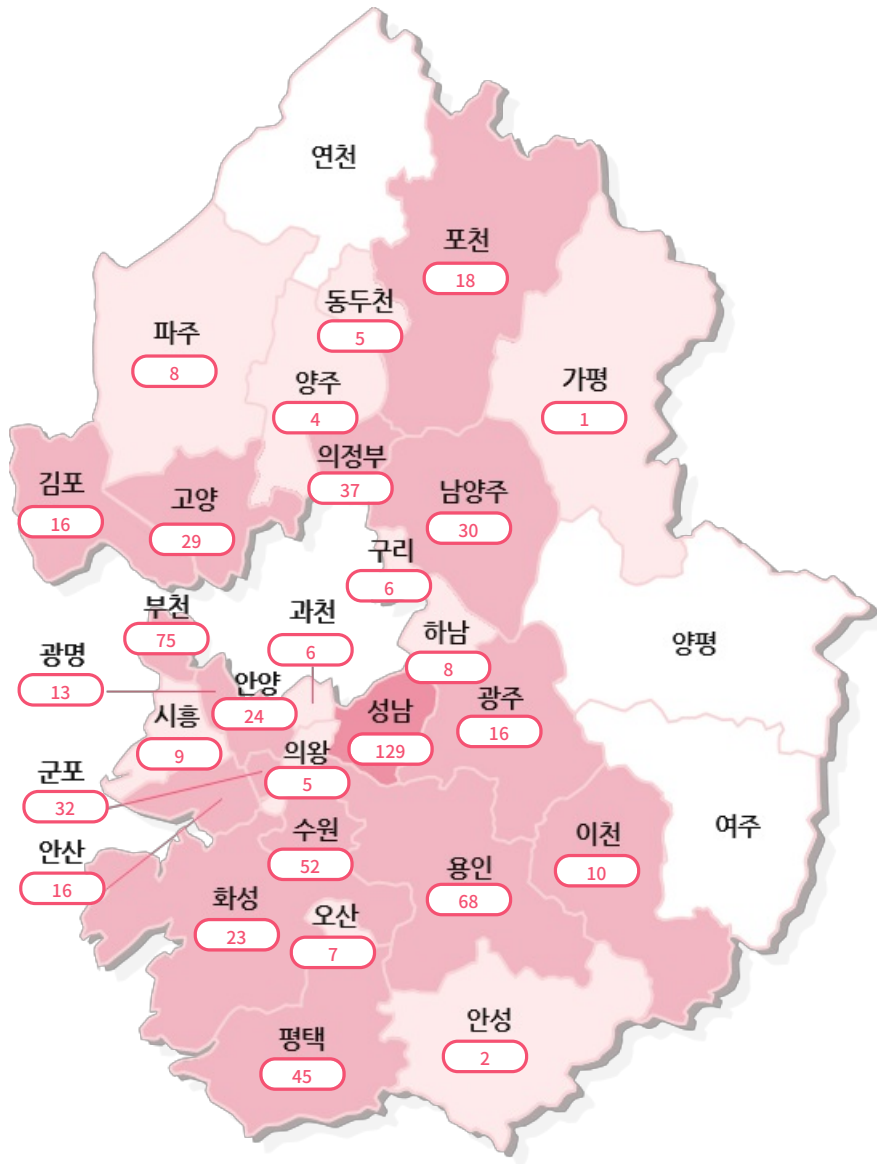 연천
포천
18
동두천
5
파주
8
양주
4
가평
1
의정부
37
김포
16
고양
29
남양주
30
구리
6
부천
75
과천
6
하남
8
양평
광명
13
안양
24
성남
129
광주
16
시흥
9
의왕
5
군포
32
수원
52
이천
10
여주
안산
16
용인
68
화성
23
오산
7
안성
2
평택
45